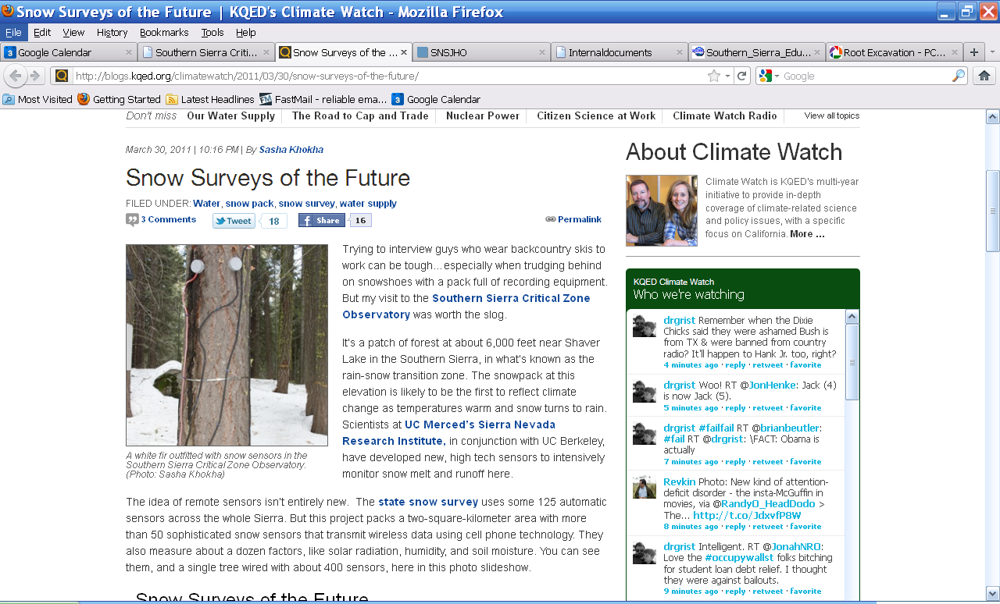 Snow Surveys of the Future | KQED's Climate Watch - Mozilla Firefox
File Edit View History Bookmarks Tools Help
Google Calendar
Southern Sierra Criti...
Snow Surveys of the ...
SNSJHO
Internaldocuments
Southern_Sierra_Edu...
Root Excavation - PC...
http://blogs.kqed.org/climatewatch/2011/03/30/snow-surveys-of-the-future/
Google
Most Visited Getting Started Latest Headlines FastMail - reliable ema... Google Calendar
Don't miss Our Water Supply The Road to Cap and Trade Nuclear Power Citizen Science at Work Climate Watch Radio View all topics
March 30, 2011 | 10:16 PM | By Sasha Khokha
Snow Surveys of the Future
FILED UNDER: Water, snow pack, snow survey, water supply
3 Comments Tweet 18 Share 16 Permalink
A white fir outfitted with snow sensors in the
Southern Sierra Critical Zone Observatory.
(Photo: Sasha Khokha)
Trying to interview guys who wear backcountry skis to
work can be tough...especially when trudging behind
on snowshoes with a pack full of recording equipment.
But my visit to the Southern Sierra Critical Zone
Observatory was worth the slog.
It's a patch of forest at about 6,000 feet near Shaver
Lake in the Southern Sierra, in what's known as the
rain-snow transition zone. The snowpack at this
elevation is likely to be the first to reflect climate
change as temperatures warm and snow turns to rain.
Scientists at UC Merced's Sierra Nevada
Research Institute, in conjunction with UC Berkeley,
have developed new, high tech sensors to intensively
monitor snow melt and runoff here.
The idea of remote sensors isn't entirely new. The state snow survey uses some 125 automatic
sensors across the whole Sierra. But this project packs a two-square-kilometer area with more
than 50 sophisticated snow sensors that transmit wireless data using cell phone technology. They
also measure about a dozen factors, like solar radiation, humidity, and soil moisture. You can see
them, and a single tree wired with about 400 sensors, here in this photo slideshow.
Snow Surveys of the Future
About Climate Watch
Climate Watch is KQED's multi-year
initiative to provide in-depth
coverage of climate-related science
and policy issues, with a specific
focus on California. More ...
KQED Climate Watch
Who we're watching
drgrist Remember when the Dixie
Chicks said they were ashamed Bush is
from TX & were banned from country
radio? It'll happen to Hank Jr. too, right?
4 minutes ago · reply · retweet · favorite
drgrist Woo! RT @JonHenke: Jack (4)
is now Jack (5).
5 minutes ago · reply · retweet · favorite
drgrist #failfail RT @brianbeutler:
#fail RT @drgrist: \FACT: Obama is
actually
7 minutes ago · reply · retweet · favorite
Revkin Photo: New kind of attention-
deficit disorder - the insta-McGuffin in
movies, via @RandyO_HeadDodo >
The... http://t.co/JdxvfP8W
8 minutes ago · reply · retweet · favorite
drgrist Intelligent. RT @JonahNRO:
Love the #occupywallst folks bitching
for student loan debt relief. I thought
they were against bailouts.
9 minutes ago · reply · retweet · favorite